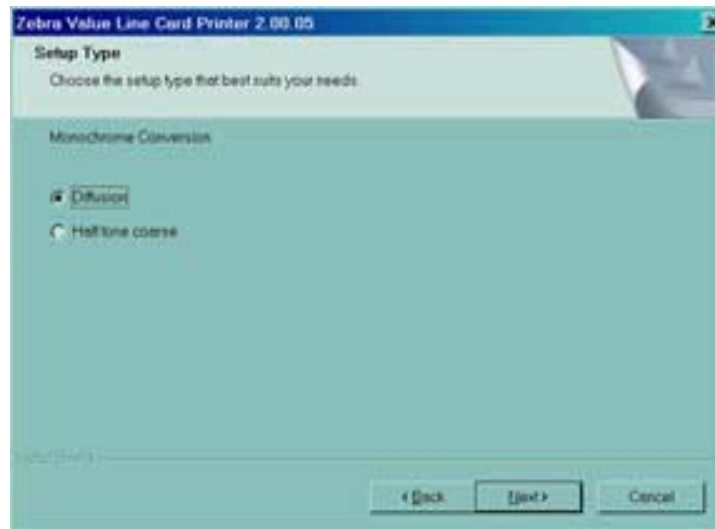 Zebra Value Line Card Printer 2.00.05
Setup Type
Choose the setup type that best suits your needs.
Monochrome Conversion
Diffusion
Half tone coarse
InstallShield
< Back
Next >
Cancel